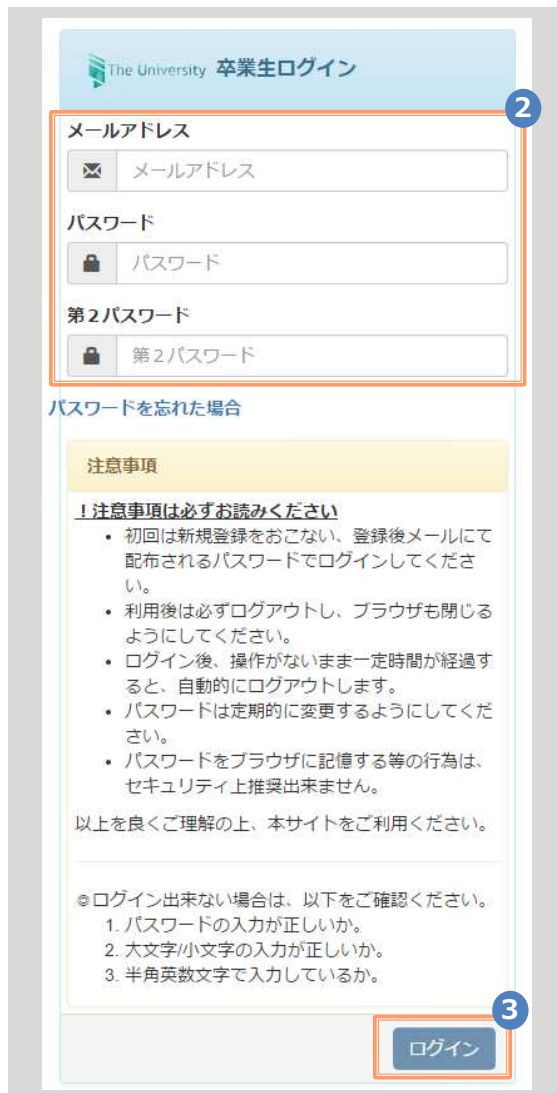 The University 卒業生ログイン
2
メールアドレス
メールアドレス
パスワード
パスワード
第２パスワード
第２パスワード
パスワードを忘れた場合
注意事項
！注意事項は必ずお読みください
• 初回は新規登録をおこない、登録後メールにて
配布されるパスワードでログインしてくださ
い。
• 利用後は必ずログアウトし、ブラウザも閉じる
ようにしてください。
• ログイン後、操作がないまま一定時間が経過す
ると、自動的にログアウトします。
• パスワードは定期的に変更するようにしてくだ
さい。
• パスワードをブラウザに記憶する等の行為は、
セキュリティ上推奨出来ません。
以上を良くご理解の上、本サイトをご利用ください。
◎ログイン出来ない場合は、以下をご確認ください。
1. パスワードの入力が正しいか。
2. 大文字/小文字の入力が正しいか。
3. 半角英数文字で入力しているか。
3
ログイン